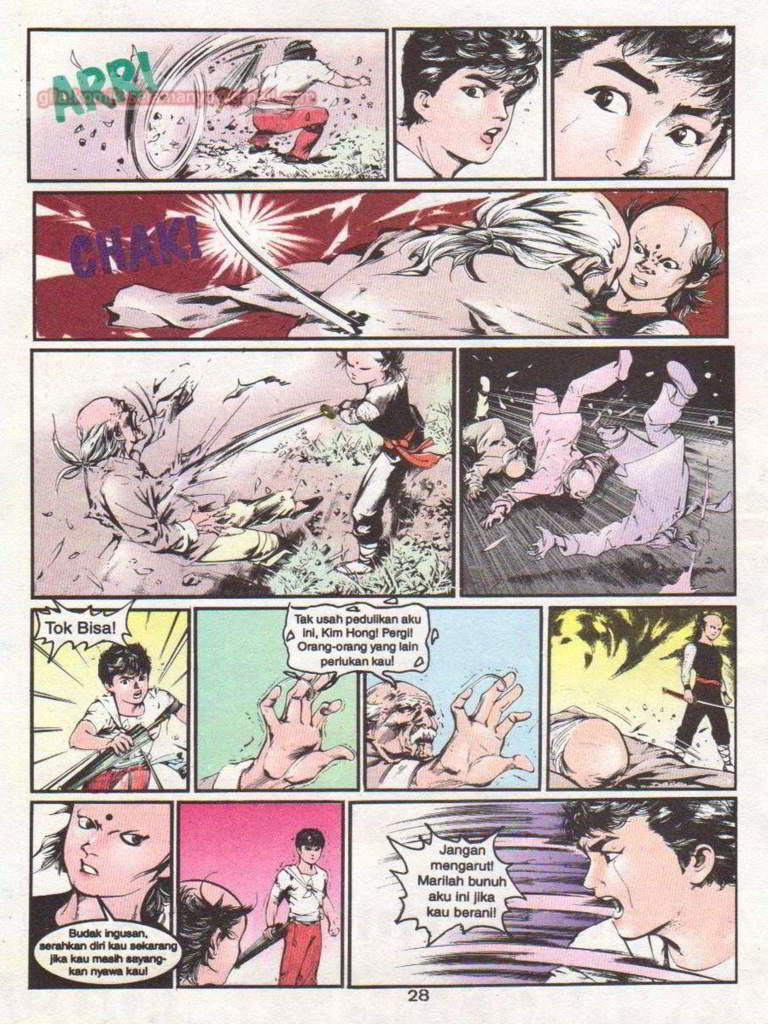 ARR!
CHAK!
Tok Bisa!
Tak usah pedulikan aku
ini, Kim Hong! Pergi!
Orang-orang yang lain
perlukan kau!
Budak ingusan,
serahkan diri kau sekarang
jika kau masih sayang-
kan nyawa kau!
Jangan
mengarut!
Marilah bunuh
aku ini jika
kau berani!
28